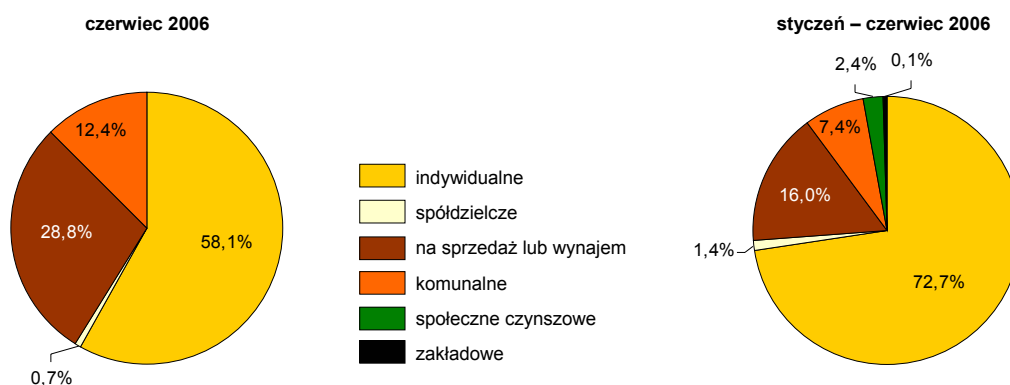 czerwiec 2006
12,4%
28,8%
58,1%
0,7%
indywidualne
spółdzielcze
na sprzedaż lub wynajem
komunalne
społeczne czynszowe
zakładowe
styczeń – czerwiec 2006
2,4%
0,1%
7,4%
16,0%
1,4%
72,7%